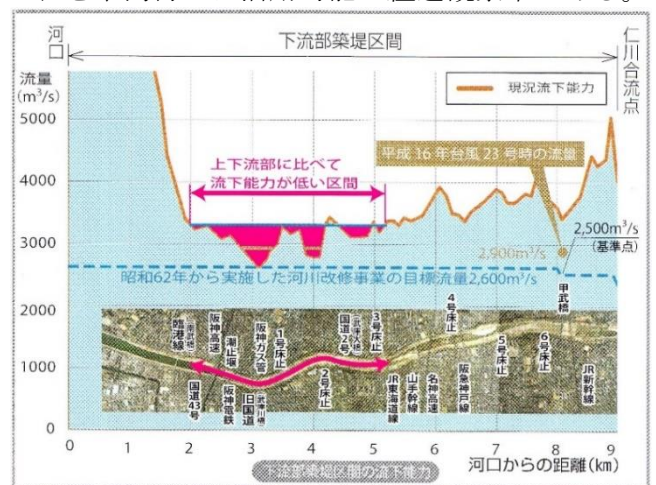 河口
下流部築堤区間
仁川合流点
流量
(m³/s)
現況流下能力
5000
4000
3000
2000
1000
0
平成16年台風23号時の流量
上下流部に比べて
流下能力が低い区間
2,500m³/s
(基準点)
2,900m³/s
昭和62年から実施した河川改修事業の目標流量2,600m³/s
甲武橋
臨港線
(南武橋)
阪神高速
潮止堰
阪神ガス管
1号床止
国道2号
(武庫大橋)
3号床止
4号床止
5号床止
6号床止
国道43号
阪神電鉄
旧国道
(武庫川橋)
2号床止
JR東海道線
山手幹線
名神高速
阪急神戸線
JR新幹線
0 1 2 3 4 5 6 7 8 9
河口からの距離(km)
下流部築堤区間の流下能力